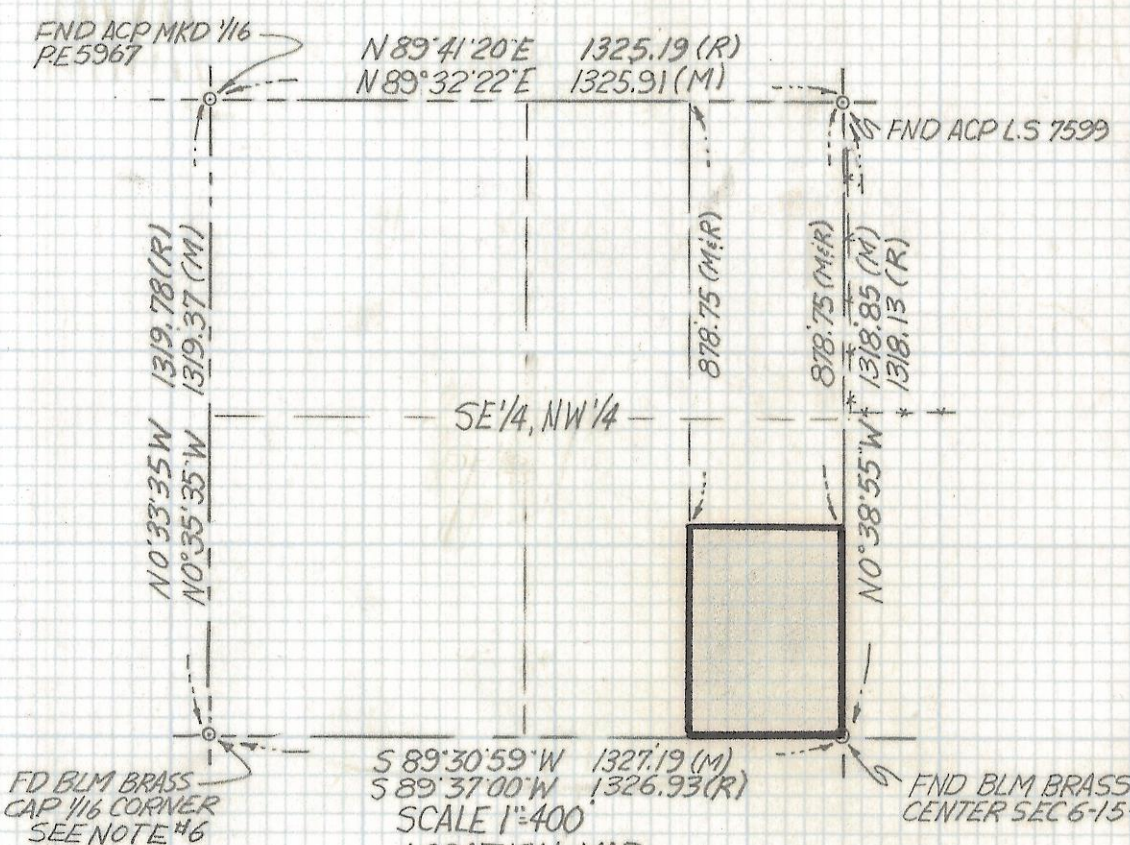 FND ACP MKD 1/16
P.E 5967
N 89°41'20"E 1325.19 (R)
N 89°32'22"E 1325.91 (M)
FND ACP L.S 7599
N0°33'35"W 1319.78 (R)
N0°35'35"W 1319.37 (M)
878.75 (M&R)
878.75 (M&R)
1318.85 (M)
1318.13 (R)
N0°38'55"W
SE 1/4, NW 1/4
S 89°30'59"W 1327.19 (M)
S 89°37'00"W 1326.93 (R)
SCALE 1"=400'
FD BLM BRASS
CAP 1/16 CORNER
SEE NOTE #6
FND BLM BRASS
CENTER SEC 6-15-